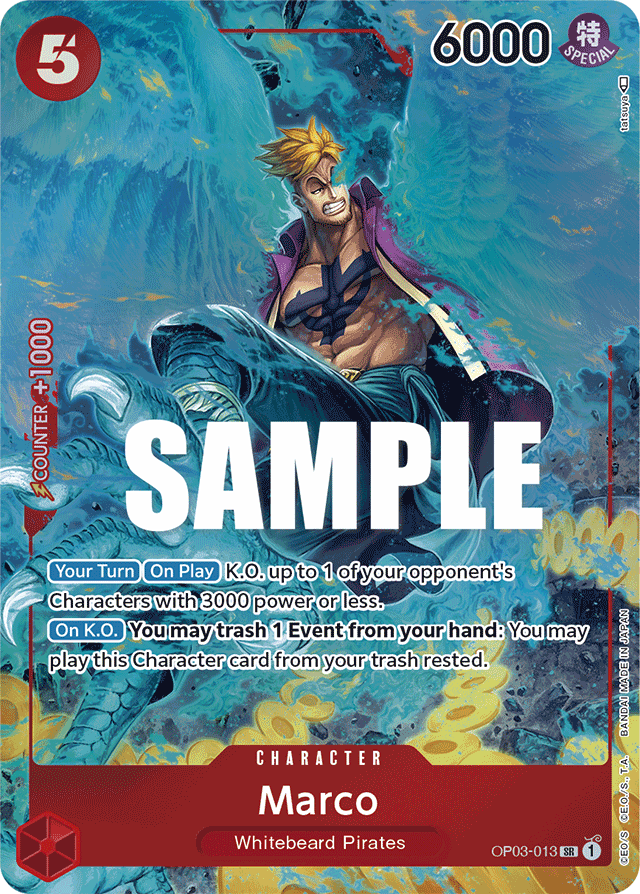 5
6000
特
SPECIAL
tatsuya
COUNTER +1000
SAMPLE
Your Turn On Play K.O. up to 1 of your opponent's
Characters with 3000 power or less.
On K.O. You may trash 1 Event from your hand: You may
play this Character card from your trash rested.
CHARACTER
Marco
Whitebeard Pirates
OP03-013 SR 1
©EO/S ©E.O./S., T.A. BANDAI MADE IN JAPAN